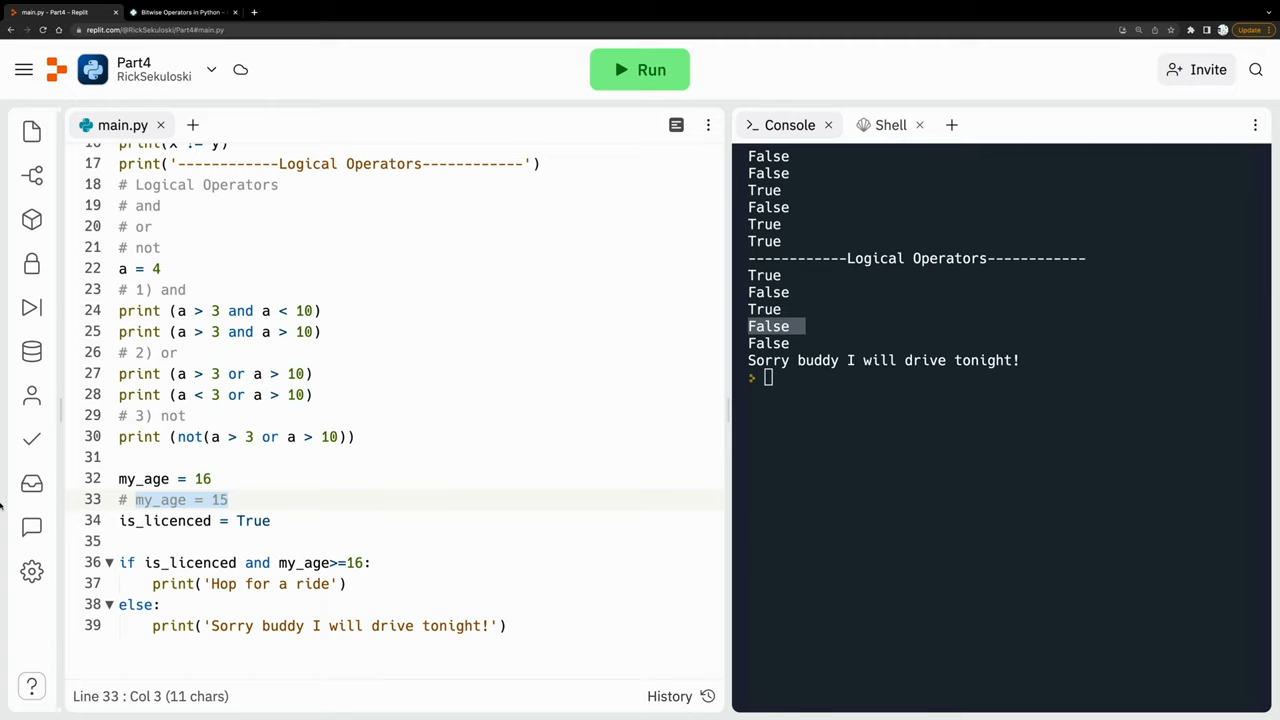 main.py - Part4 - Replit
Bitwise Operators in Python -
replit.com/@RickSekuloski/Part4#main.py
Update
Part4
RickSekuloski
Run
Invite
main.py
16 print(x != y)
17 print('------------Logical Operators------------')
18 # Logical Operators
19 # and
20 # or
21 # not
22 a = 4
23 # 1) and
24 print (a > 3 and a < 10)
25 print (a > 3 and a > 10)
26 # 2) or
27 print (a > 3 or a > 10)
28 print (a < 3 or a > 10)
29 # 3) not
30 print (not(a > 3 or a > 10))
31
32 my_age = 16
33 # my_age = 15
34 is_licenced = True
35
36 if is_licenced and my_age>=16:
37 print('Hop for a ride')
38 else:
39 print('Sorry buddy I will drive tonight!')
Line 33 : Col 3 (11 chars)
History
>_ Console
Shell
False
False
True
False
True
True
------------Logical Operators------------
True
False
True
False
False
Sorry buddy I will drive tonight!
>
?